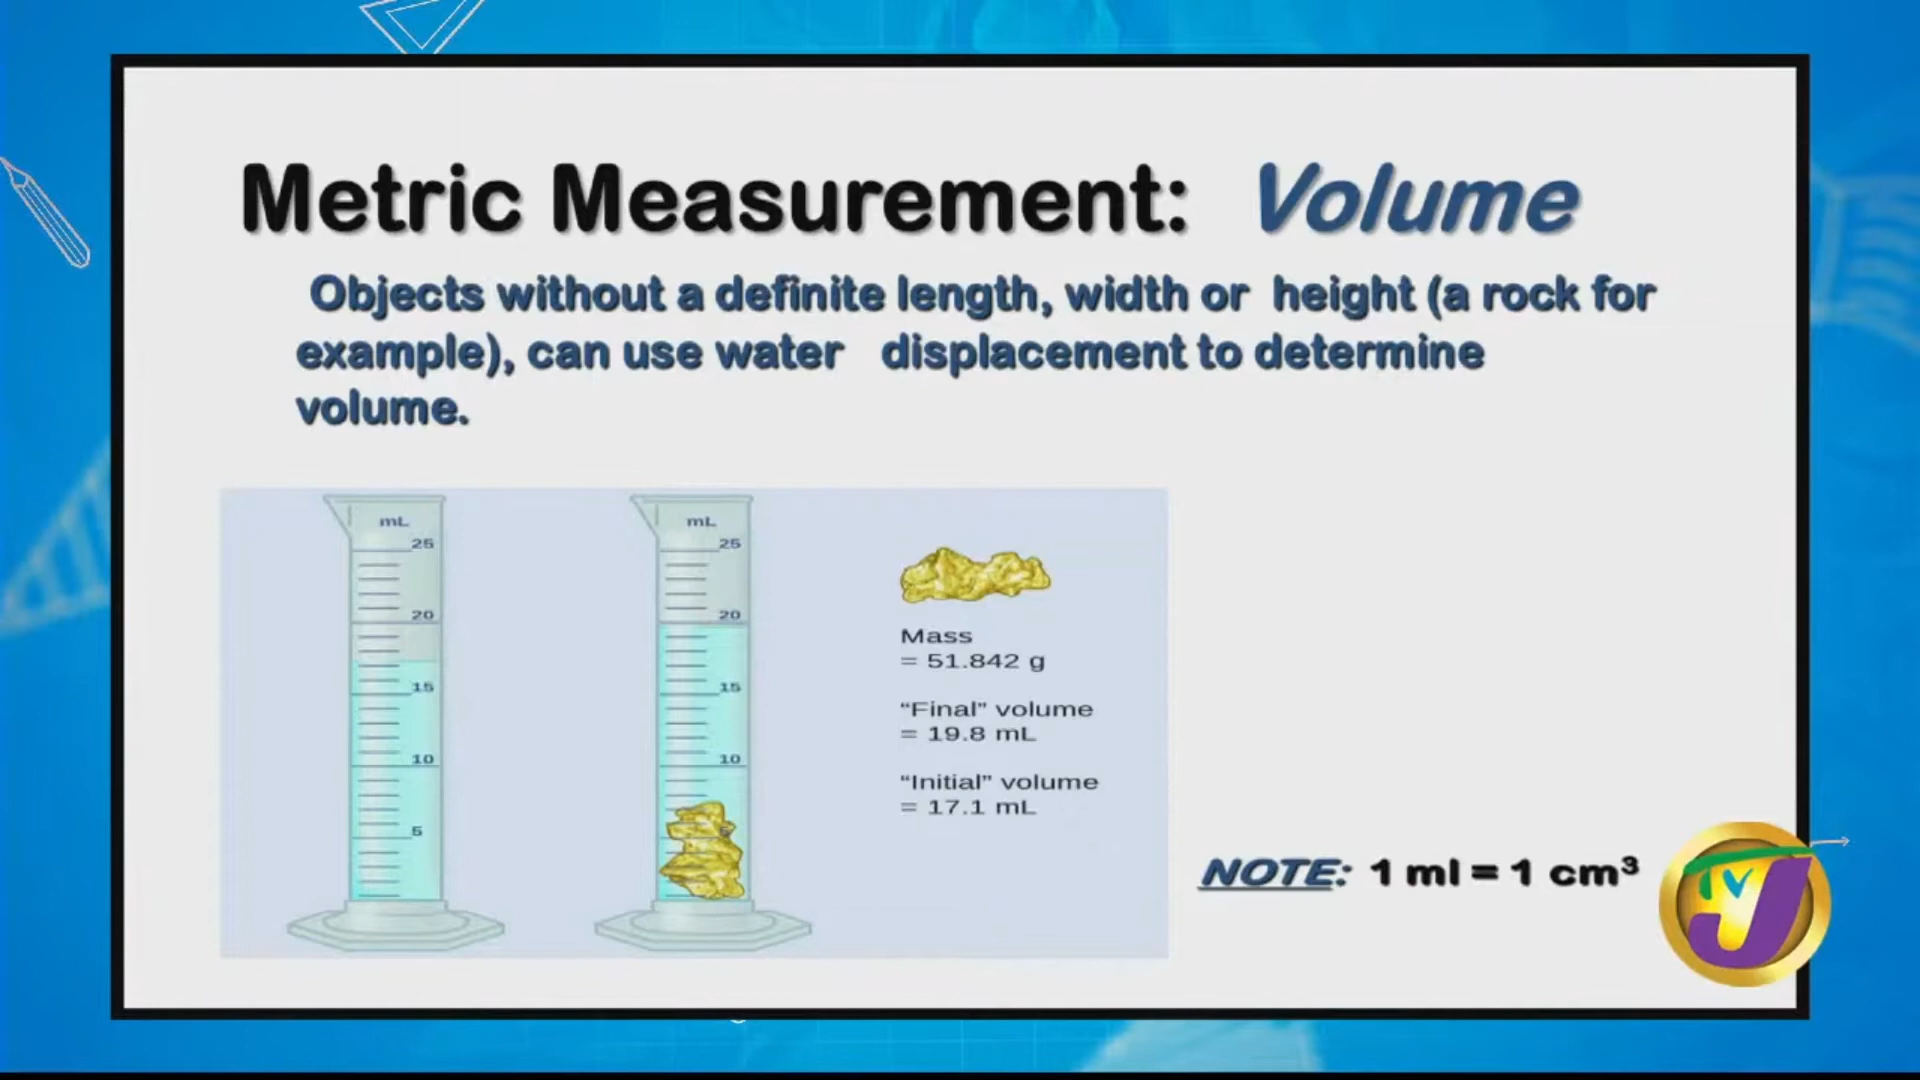 Metric Measurement: Volume
Objects without a definite length, width or height (a rock for
example), can use water displacement to determine
volume.
mL
25
20
15
10
5
mL
25
20
15
10
5
Mass
= 51.842 g
"Final" volume
= 19.8 mL
"Initial" volume
= 17.1 mL
NOTE: 1 ml = 1 cm³
TVJ